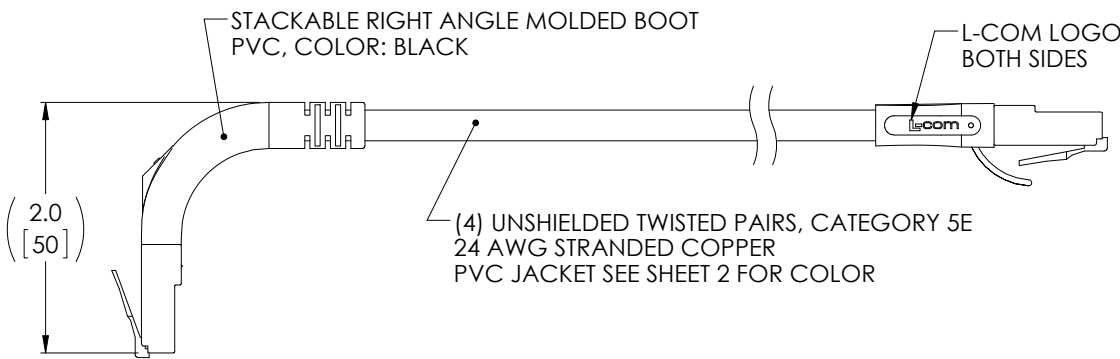 STACKABLE RIGHT ANGLE MOLDED BOOT
PVC, COLOR: BLACK
L-COM LOGO
BOTH SIDES
L-com
(2.0
[50])
(4) UNSHIELDED TWISTED PAIRS, CATEGORY 5E
24 AWG STRANDED COPPER
PVC JACKET SEE SHEET 2 FOR COLOR